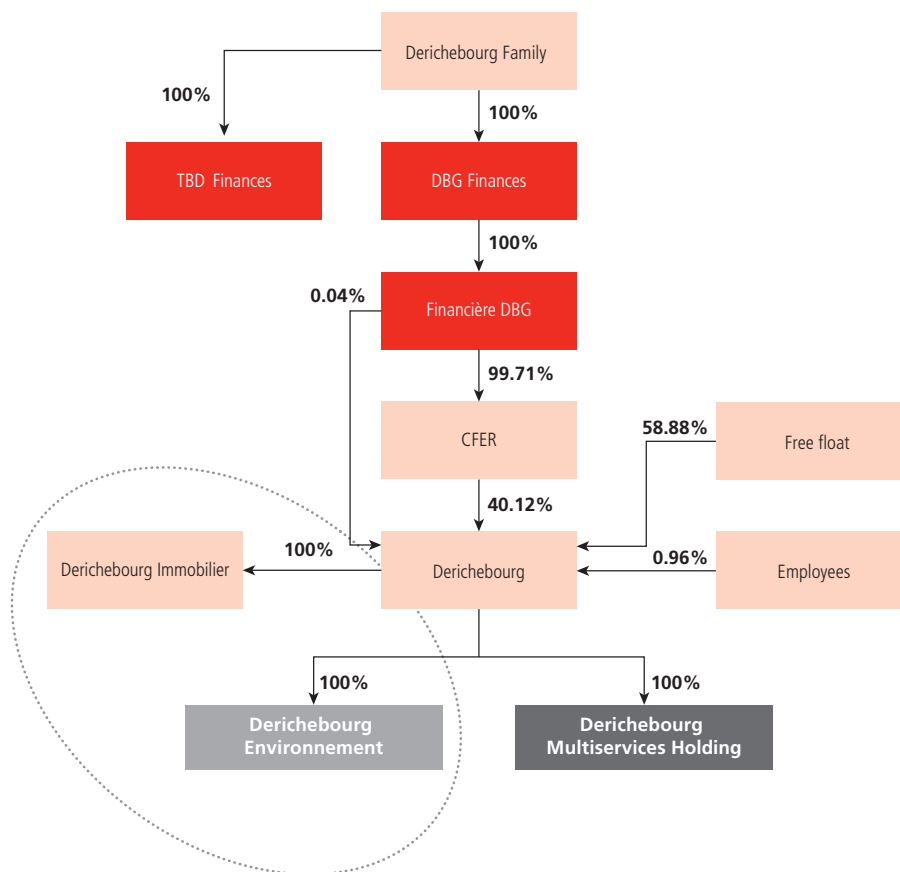 Derichebourg Family
100%
100%
TBD Finances
DBG Finances
100%
0.04%
Financière DBG
99.71%
CFER
58.88%
Free float
40.12%
Derichebourg Immobilier
100%
Derichebourg
0.96%
Employees
100%
100%
Derichebourg
Environnement
Derichebourg
Multiservices Holding